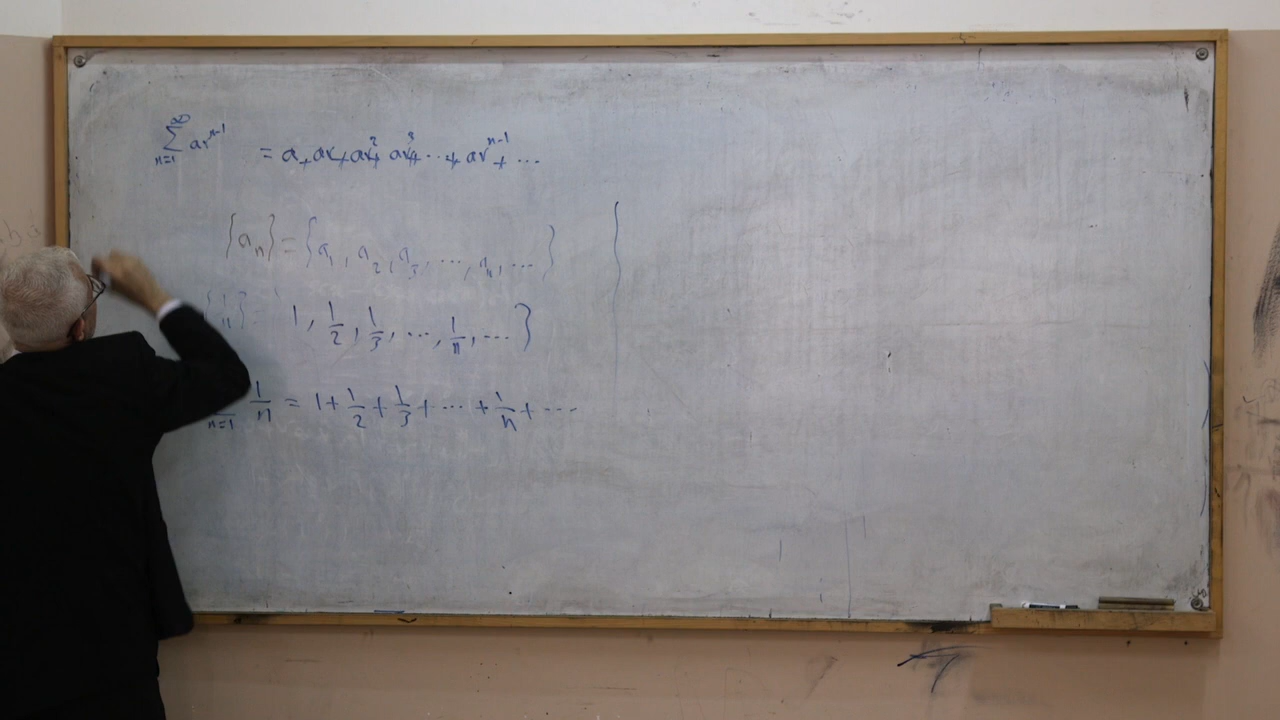 ∑_{n=1}^{∞} ar^{n-1} = a + ar + ar^2 + ar^3 + ... + ar^{n-1} + ...
{a_n} = {a_1, a_2, a_3, ..., a_n, ...}
{1/n} = 1, 1/2, 1/3, ..., 1/n, ...}
n=1 1/n = 1 + 1/2 + 1/3 + ... + 1/n + ...